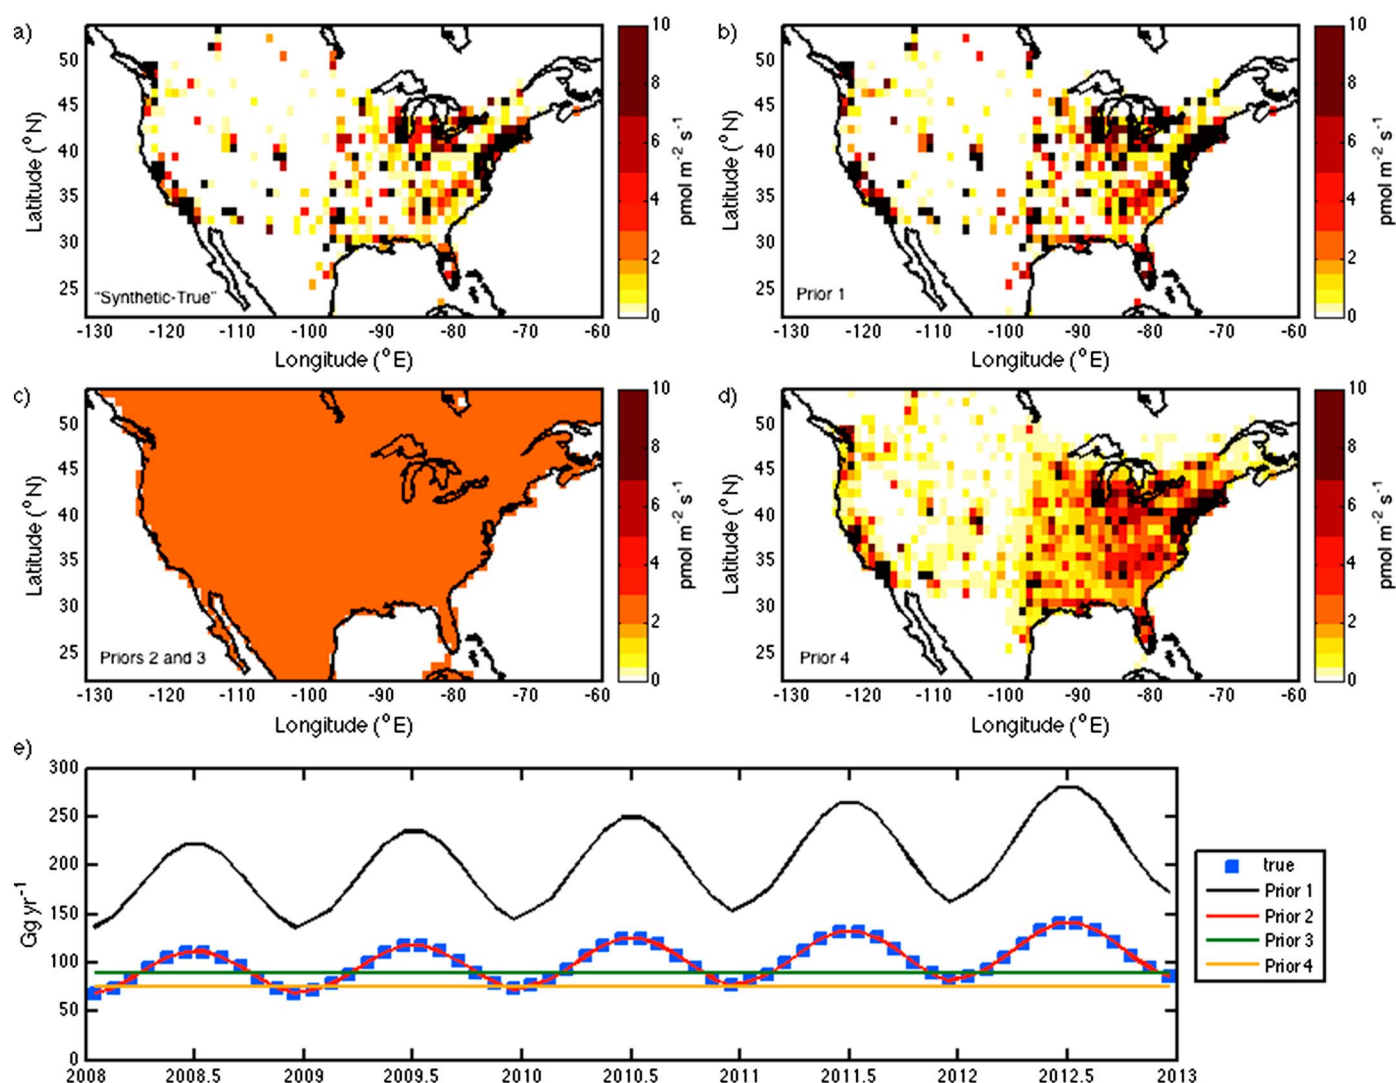 a)
Latitude (°N)
50
45
40
35
30
25
"Synthetic-True"
-130 -120 -110 -100 -90 -80 -70 -60
Longitude (°E)
10
8
6
4
2
0
pmol m⁻² s⁻¹
b)
Latitude (°N)
50
45
40
35
30
25
Prior 1
-130 -120 -110 -100 -90 -80 -70 -60
Longitude (°E)
10
8
6
4
2
0
pmol m⁻² s⁻¹
c)
Latitude (°N)
50
45
40
35
30
25
Priors 2 and 3
-130 -120 -110 -100 -90 -80 -70 -60
Longitude (°E)
10
8
6
4
2
0
pmol m⁻² s⁻¹
d)
Latitude (°N)
50
45
40
35
30
25
Prior 4
-130 -120 -110 -100 -90 -80 -70 -60
Longitude (°E)
10
8
6
4
2
0
pmol m⁻² s⁻¹
e)
Gg yr⁻¹
300
250
200
150
100
50
0
2008 2008.5 2009 2009.5 2010 2010.5 2011 2011.5 2012 2012.5 2013
true
Prior 1
Prior 2
Prior 3
Prior 4